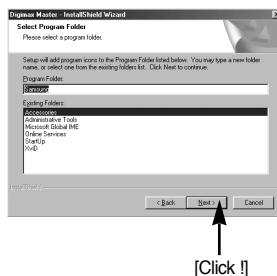 Digimax Master - InstallShield Wizard
Select Program Folder
Please select a program folder.
Setup will add program icons to the Program Folder listed below. You may type a new folder
name, or select one from the existing folders list. Click Next to continue.
Program Folder:
Samsung
Existing Folders:
Accessories
Administrative Tools
Microsoft Global IME
Online Services
StartUp
XviD
InstallShield
< Back Next > Cancel
[Click !]